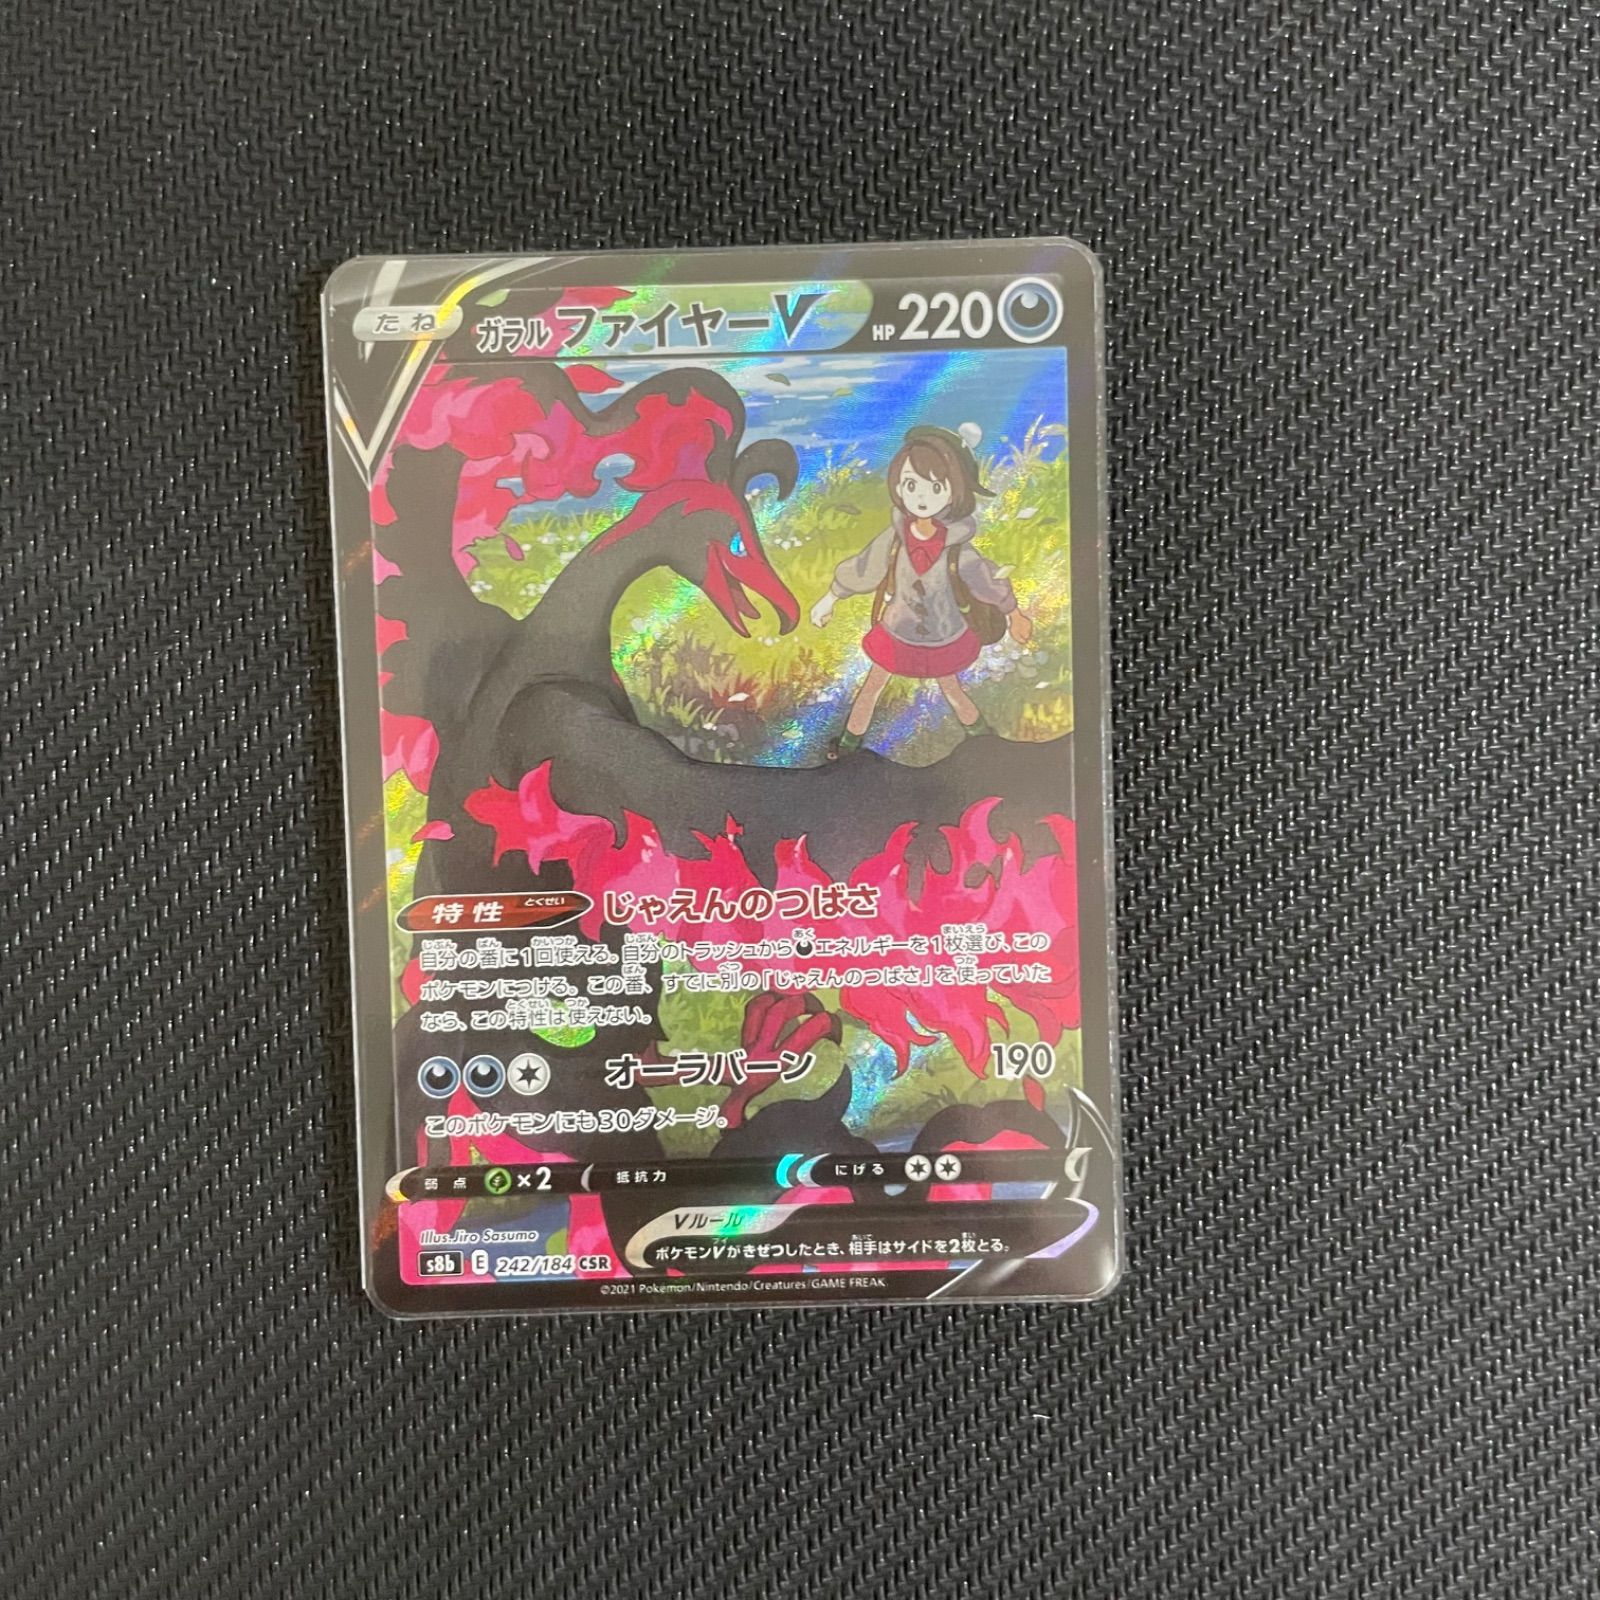 たね ガラル ファイヤーV HP 220
特性 とくせい じゃえんのつばさ
自分の番に1回使える。自分のトラッシュからエネルギーを1枚選び、この
ポケモンにつける。この番、すでに別の「じゃえんのつばさ」を使っていた
なら、この特性は使えない。
オーラバーン 190
このポケモンにも30ダメージ。
弱点 ×2 抵抗力 にげる
Illus.Jiro Sasumo
Vルール
ポケモンVがきぜつしたとき、相手はサイドを2枚とる。
s8b E 242/184 CSR
©2021 Pokémon/Nintendo/Creatures/GAME FREAK.